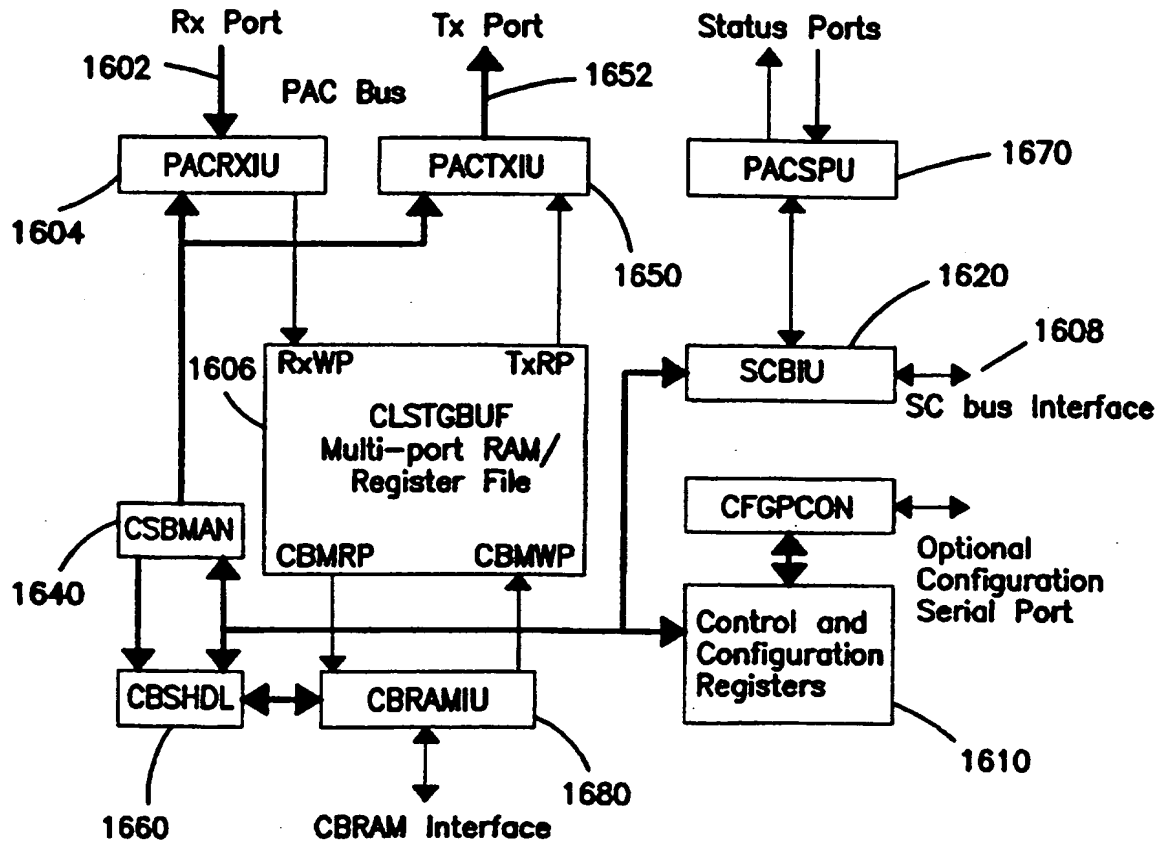 Rx Port
Tx Port
Status Ports
1602
PAC Bus
1652
PACRXIU
PACTXIU
PACSPU
1670
1604
1650
1620
1608
1606
RxWP
TxRP
SCBIU
CLSTGBUF
Multi-port RAM/
Register File
SC bus Interface
CSBMAN
CFGPCON
CBMRP
CBMWP
1640
Optional
Configuration
Serial Port
Control and
Configuration
Registers
CBSHDL
CBRAMIU
1610
1680
1660
CBRAM Interface